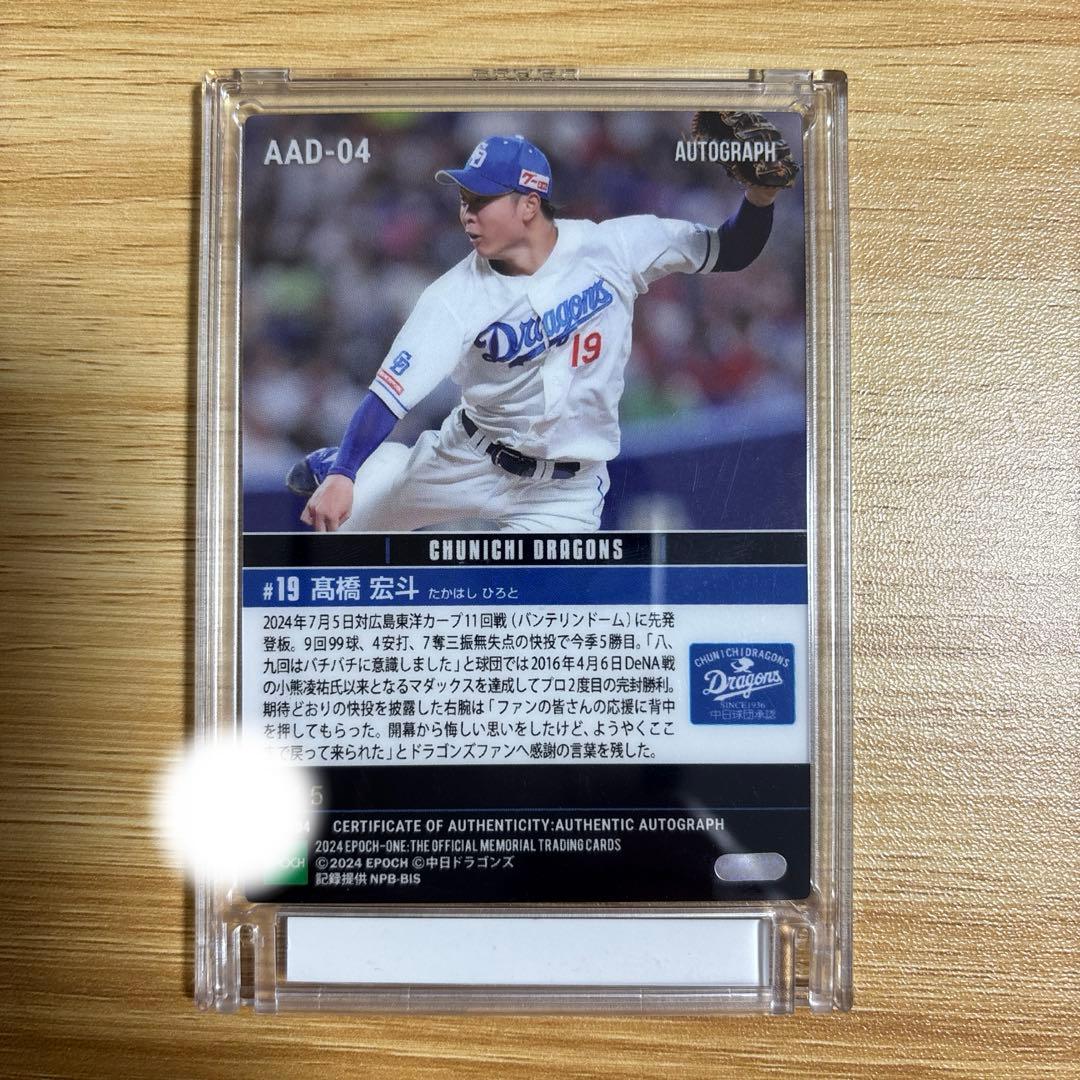 AAD-04
AUTOGRAPH
Dragons
19
CHUNICHI DRAGONS
#19 髙橋 宏斗 たかはし ひろと
2024年7月5日対広島東洋カープ11回戦（バンテリンドーム）に先発
登板。9回99球、4安打、7奪三振無失点の快投で今季5勝目。「八、
九回はバチバチに意識しました」と球団では2016年4月6日DeNA戦
の小熊凌祐氏以来となるマダックスを達成してプロ2度目の完封勝利。
期待どおりの快投を披露した右腕は「ファンの皆さんの応援に背中
を押してもらった。開幕から悔しい思いをしたけど、ようやくここ
で戻って来られた」とドラゴンズファンへ感謝の言葉を残した。
CHUNICHI DRAGONS
Dragons
SINCE 1936
中日球団承認
5
04
CERTIFICATE OF AUTHENTICITY:AUTHENTIC AUTOGRAPH
2024 EPOCH-ONE:THE OFFICIAL MEMORIAL TRADING CARDS
©2024 EPOCH ©中日ドラゴンズ
記録提供 NPB-BIS